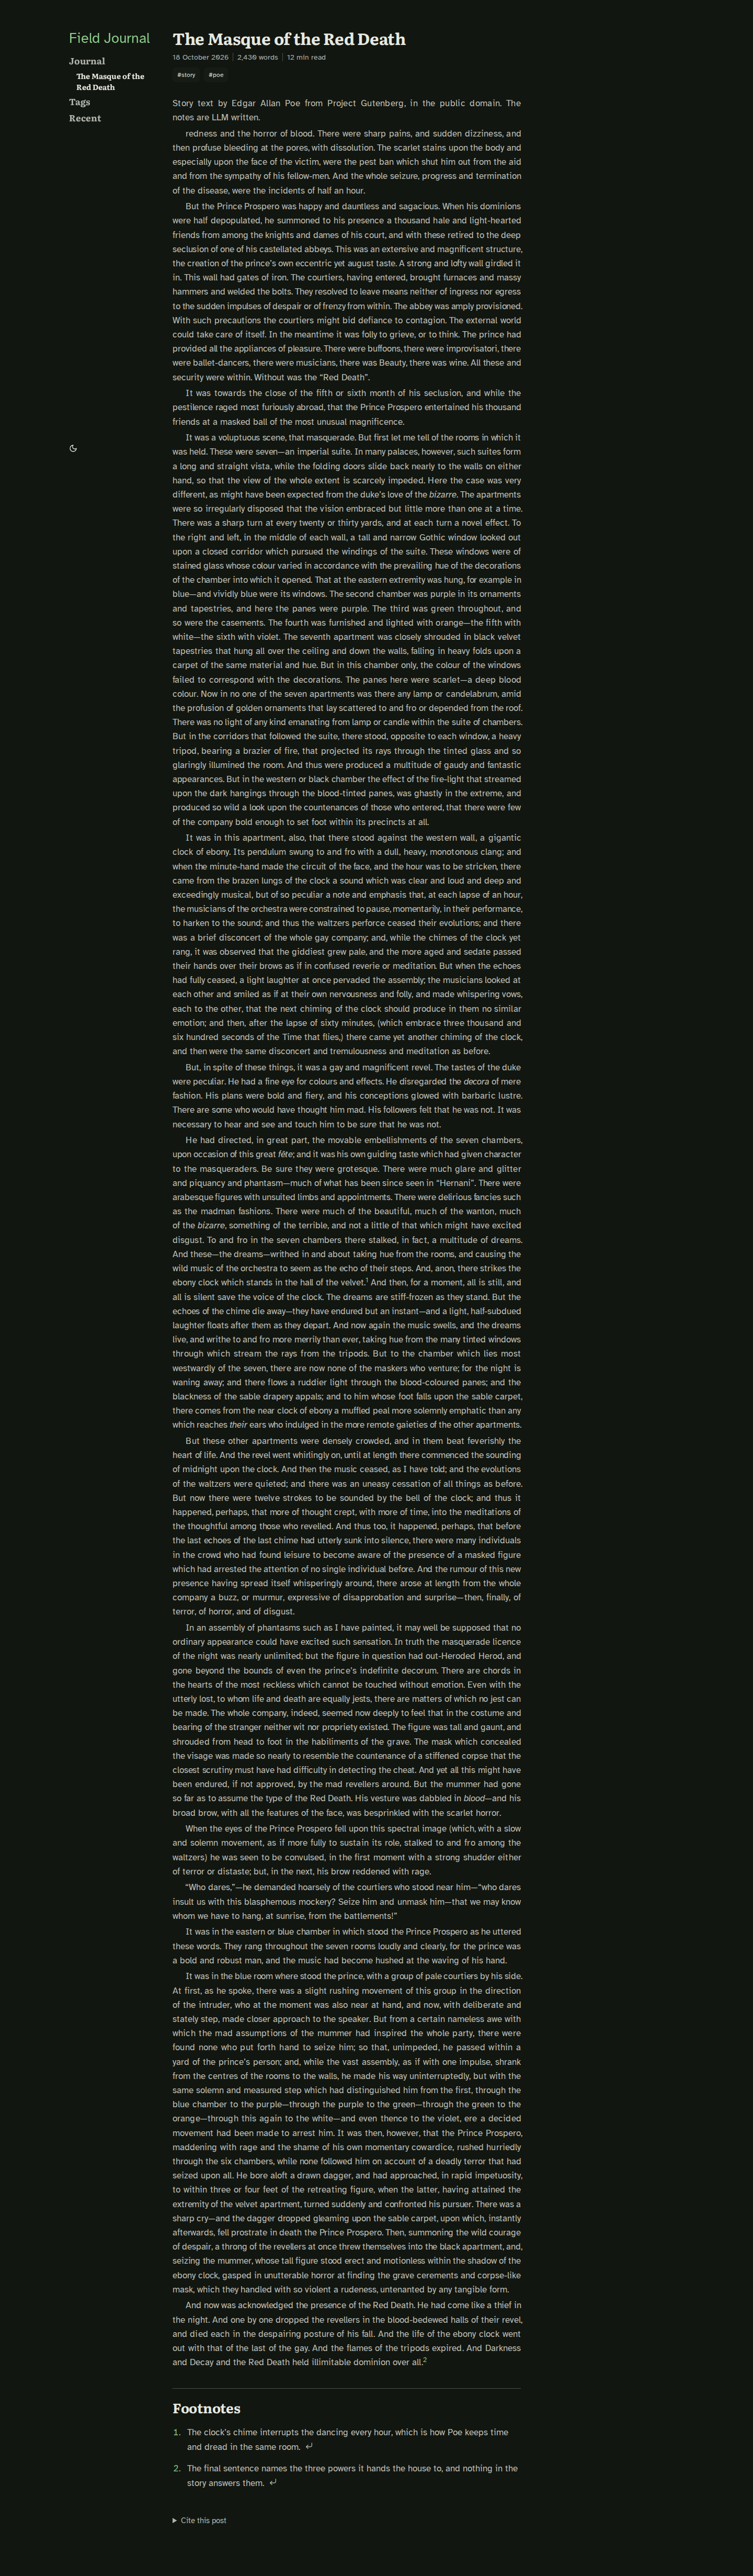 Field Journal
Journal
The Masque of the
Red Death
Tags
Recent
The Masque of the Red Death
18 October 2026 2,430 words 12 min read
#story #poe
Story text by Edgar Allan Poe from Project Gutenberg, in the public domain. The
notes are LLM written.
redness and the horror of blood. There were sharp pains, and sudden dizziness, and
then profuse bleeding at the pores, with dissolution. The scarlet stains upon the body and
especially upon the face of the victim, were the pest ban which shut him out from the aid
and from the sympathy of his fellow-men. And the whole seizure, progress and termination
of the disease, were the incidents of half an hour.
But the Prince Prospero was happy and dauntless and sagacious. When his dominions
were half depopulated, he summoned to his presence a thousand hale and light-hearted
friends from among the knights and dames of his court, and with these retired to the deep
seclusion of one of his castellated abbeys. This was an extensive and magnificent structure,
the creation of the prince's own eccentric yet august taste. A strong and lofty wall girdled it
in. This wall had gates of iron. The courtiers, having entered, brought furnaces and massy
hammers and welded the bolts. They resolved to leave means neither of ingress nor egress
to the sudden impulses of despair or of frenzy from within. The abbey was amply provisioned.
With such precautions the courtiers might bid defiance to contagion. The external world
could take care of itself. In the meantime it was folly to grieve, or to think. The prince had
provided all the appliances of pleasure. There were buffoons, there were improvisatori, there
were ballet-dancers, there were musicians, there was Beauty, there was wine. All these and
security were within. Without was the “Red Death”.
It was towards the close of the fifth or sixth month of his seclusion, and while the
pestilence raged most furiously abroad, that the Prince Prospero entertained his thousand
friends at a masked ball of the most unusual magnificence.
It was a voluptuous scene, that masquerade. But first let me tell of the rooms in which it
was held. These were seven—an imperial suite. In many palaces, however, such suites form
a long and straight vista, while the folding doors slide back nearly to the walls on either
hand, so that the view of the whole extent is scarcely impeded. Here the case was very
different, as might have been expected from the duke's love of the bizarre. The apartments
were so irregularly disposed that the vision embraced but little more than one at a time.
There was a sharp turn at every twenty or thirty yards, and at each turn a novel effect. To
the right and left, in the middle of each wall, a tall and narrow Gothic window looked out
upon a closed corridor which pursued the windings of the suite. These windows were of
stained glass whose colour varied in accordance with the prevailing hue of the decorations
of the chamber into which it opened. That at the eastern extremity was hung, for example in
blue—and vividly blue were its windows. The second chamber was purple in its ornaments
and tapestries, and here the panes were purple. The third was green throughout, and
so were the casements. The fourth was furnished and lighted with orange—the fifth with
white—the sixth with violet. The seventh apartment was closely shrouded in black velvet
tapestries that hung all over the ceiling and down the walls, falling in heavy folds upon a
carpet of the same material and hue. But in this chamber only, the colour of the windows
failed to correspond with the decorations. The panes here were scarlet—a deep blood
colour. Now in no one of the seven apartments was there any lamp or candelabrum, amid
the profusion of golden ornaments that lay scattered to and fro or depended from the roof.
There was no light of any kind emanating from lamp or candle within the suite of chambers.
But in the corridors that followed the suite, there stood, opposite to each window, a heavy
tripod, bearing a brazier of fire, that projected its rays through the tinted glass and so
glaringly illumined the room. And thus were produced a multitude of gaudy and fantastic
appearances. But in the western or black chamber the effect of the fire-light that streamed
upon the dark hangings through the blood-tinted panes, was ghastly in the extreme, and
produced so wild a look upon the countenances of those who entered, that there were few
of the company bold enough to set foot within its precincts at all.
It was in this apartment, also, that there stood against the western wall, a gigantic
clock of ebony. Its pendulum swung to and fro with a dull, heavy, monotonous clang; and
when the minute-hand made the circuit of the face, and the hour was to be stricken, there
came from the brazen lungs of the clock a sound which was clear and loud and deep and
exceedingly musical, but of so peculiar a note and emphasis that, at each lapse of an hour,
the musicians of the orchestra were constrained to pause, momentarily, in their performance,
to harken to the sound; and thus the waltzers perforce ceased their evolutions; and there
was a brief disconcert of the whole gay company; and, while the chimes of the clock yet
rang, it was observed that the giddiest grew pale, and the more aged and sedate passed
their hands over their brows as if in confused reverie or meditation. But when the echoes
had fully ceased, a light laughter at once pervaded the assembly; the musicians looked at
each other and smiled as if at their own nervousness and folly, and made whispering vows,
each to the other, that the next chiming of the clock should produce in them no similar
emotion; and then, after the lapse of sixty minutes, (which embrace three thousand and
six hundred seconds of the Time that flies,) there came yet another chiming of the clock,
and then were the same disconcert and tremulousness and meditation as before.
But, in spite of these things, it was a gay and magnificent revel. The tastes of the duke
were peculiar. He had a fine eye for colours and effects. He disregarded the decora of mere
fashion. His plans were bold and fiery, and his conceptions glowed with barbaric lustre.
There are some who would have thought him mad. His followers felt that he was not. It was
necessary to hear and see and touch him to be sure that he was not.
He had directed, in great part, the movable embellishments of the seven chambers,
upon occasion of this great fête; and it was his own guiding taste which had given character
to the masqueraders. Be sure they were grotesque. There were much glare and glitter
and piquancy and phantasm—much of what has been since seen in “Hernani”. There were
arabesque figures with unsuited limbs and appointments. There were delirious fancies such
as the madman fashions. There were much of the beautiful, much of the wanton, much
of the bizarre, something of the terrible, and not a little of that which might have excited
disgust. To and fro in the seven chambers there stalked, in fact, a multitude of dreams.
And these—the dreams—writhed in and about taking hue from the rooms, and causing the
wild music of the orchestra to seem as the echo of their steps. And, anon, there strikes the
ebony clock which stands in the hall of the velvet.1 And then, for a moment, all is still, and
all is silent save the voice of the clock. The dreams are stiff-frozen as they stand. But the
echoes of the chime die away—they have endured but an instant—and a light, half-subdued
laughter floats after them as they depart. And now again the music swells, and the dreams
live, and writhe to and fro more merrily than ever, taking hue from the many tinted windows
through which stream the rays from the tripods. But to the chamber which lies most
westwardly of the seven, there are now none of the maskers who venture; for the night is
waning away; and there flows a ruddier light through the blood-coloured panes; and the
blackness of the sable drapery appals; and to him whose foot falls upon the sable carpet,
there comes from the near clock of ebony a muffled peal more solemnly emphatic than any
which reaches their ears who indulged in the more remote gaieties of the other apartments.
But these other apartments were densely crowded, and in them beat feverishly the
heart of life. And the revel went whirlingly on, until at length there commenced the sounding
of midnight upon the clock. And then the music ceased, as I have told; and the evolutions
of the waltzers were quieted; and there was an uneasy cessation of all things as before.
But now there were twelve strokes to be sounded by the bell of the clock; and thus it
happened, perhaps, that more of thought crept, with more of time, into the meditations of
the thoughtful among those who revelled. And thus too, it happened, perhaps, that before
the last echoes of the last chime had utterly sunk into silence, there were many individuals
in the crowd who had found leisure to become aware of the presence of a masked figure
which had arrested the attention of no single individual before. And the rumour of this new
presence having spread itself whisperingly around, there arose at length from the whole
company a buzz, or murmur, expressive of disapprobation and surprise—then, finally, of
terror, of horror, and of disgust.
In an assembly of phantasms such as I have painted, it may well be supposed that no
ordinary appearance could have excited such sensation. In truth the masquerade licence
of the night was nearly unlimited; but the figure in question had out-Heroded Herod, and
gone beyond the bounds of even the prince's indefinite decorum. There are chords in
the hearts of the most reckless which cannot be touched without emotion. Even with the
utterly lost, to whom life and death are equally jests, there are matters of which no jest can
be made. The whole company, indeed, seemed now deeply to feel that in the costume and
bearing of the stranger neither wit nor propriety existed. The figure was tall and gaunt, and
shrouded from head to foot in the habiliments of the grave. The mask which concealed
the visage was made so nearly to resemble the countenance of a stiffened corpse that the
closest scrutiny must have had difficulty in detecting the cheat. And yet all this might have
been endured, if not approved, by the mad revellers around. But the mummer had gone
so far as to assume the type of the Red Death. His vesture was dabbled in blood—and his
broad brow, with all the features of the face, was besprinkled with the scarlet horror.
When the eyes of the Prince Prospero fell upon this spectral image (which, with a slow
and solemn movement, as if more fully to sustain its role, stalked to and fro among the
waltzers) he was seen to be convulsed, in the first moment with a strong shudder either
of terror or distaste; but, in the next, his brow reddened with rage.
“Who dares,”—he demanded hoarsely of the courtiers who stood near him—“who dares
insult us with this blasphemous mockery? Seize him and unmask him—that we may know
whom we have to hang, at sunrise, from the battlements!”
It was in the eastern or blue chamber in which stood the Prince Prospero as he uttered
these words. They rang throughout the seven rooms loudly and clearly, for the prince was
a bold and robust man, and the music had become hushed at the waving of his hand.
It was in the blue room where stood the prince, with a group of pale courtiers by his side.
At first, as he spoke, there was a slight rushing movement of this group in the direction
of the intruder, who at the moment was also near at hand, and now, with deliberate and
stately step, made closer approach to the speaker. But from a certain nameless awe with
which the mad assumptions of the mummer had inspired the whole party, there were
found none who put forth hand to seize him; so that, unimpeded, he passed within a
yard of the prince's person; and, while the vast assembly, as if with one impulse, shrank
from the centres of the rooms to the walls, he made his way uninterruptedly, but with the
same solemn and measured step which had distinguished him from the first, through the
blue chamber to the purple—through the purple to the green—through the green to the
orange—through this again to the white—and even thence to the violet, ere a decided
movement had been made to arrest him. It was then, however, that the Prince Prospero,
maddening with rage and the shame of his own momentary cowardice, rushed hurriedly
through the six chambers, while none followed him on account of a deadly terror that had
seized upon all. He bore aloft a drawn dagger, and had approached, in rapid impetuosity,
to within three or four feet of the retreating figure, when the latter, having attained the
extremity of the velvet apartment, turned suddenly and confronted his pursuer. There was a
sharp cry—and the dagger dropped gleaming upon the sable carpet, upon which, instantly
afterwards, fell prostrate in death the Prince Prospero. Then, summoning the wild courage
of despair, a throng of the revellers at once threw themselves into the black apartment, and,
seizing the mummer, whose tall figure stood erect and motionless within the shadow of the
ebony clock, gasped in unutterable horror at finding the grave cerements and corpse-like
mask, which they handled with so violent a rudeness, untenanted by any tangible form.
And now was acknowledged the presence of the Red Death. He had come like a thief in
the night. And one by one dropped the revellers in the blood-bedewed halls of their revel,
and died each in the despairing posture of his fall. And the life of the ebony clock went
out with that of the last of the gay. And the flames of the tripods expired. And Darkness
and Decay and the Red Death held illimitable dominion over all.2
Footnotes
1. The clock's chime interrupts the dancing every hour, which is how Poe keeps time
and dread in the same room. ↩
2. The final sentence names the three powers it hands the house to, and nothing in the
story answers them. ↩
Cite this post